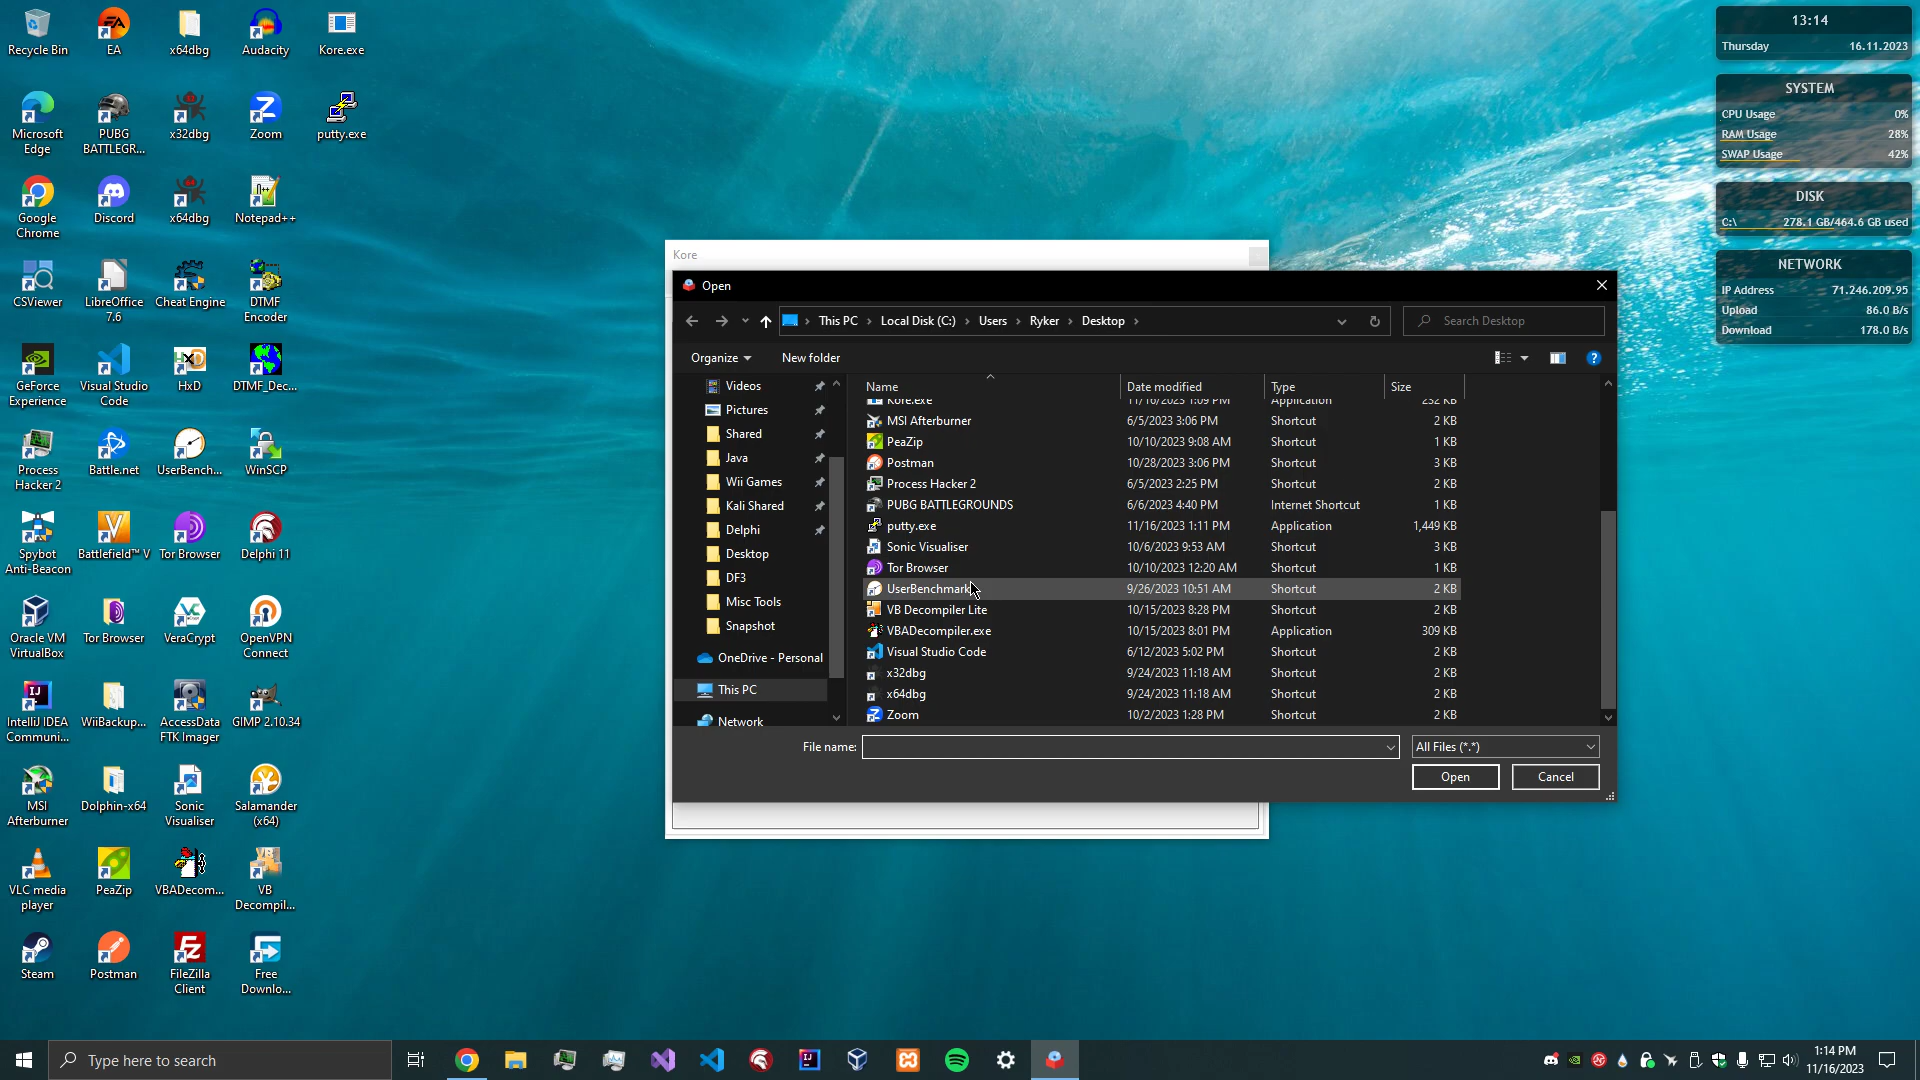 Recycle Bin
EA
x64dbg
Audacity
Kore.exe
Microsoft
Edge
PUBG
BATTLEGR...
x32dbg
Zoom
putty.exe
Google
Chrome
Discord
x64dbg
Notepad++
CSViewer
LibreOffice
7.6
Cheat Engine
DTMF
Encoder
GeForce
Experience
Visual Studio
Code
HxD
DTMF_Dec...
Process
Hacker 2
Battle.net
UserBench...
WinSCP
Spybot
Anti-Beacon
Battlefield™ V
Tor Browser
Delphi 11
Oracle VM
VirtualBox
Tor Browser
VeraCrypt
OpenVPN
Connect
IntelliJ IDEA
Communi...
WiiBackup...
AccessData
FTK Imager
GIMP 2.10.34
MSI
Afterburner
Dolphin-x64
Sonic
Visualiser
Salamander
(x64)
VLC media
player
PeaZip
VBADecom...
VB
Decompil...
Steam
Postman
FileZilla
Client
Free
Downlo...
13:14
Thursday 16.11.2023
SYSTEM
CPU Usage 0%
RAM Usage 28%
SWAP Usage 42%
DISK
C:\ 278.1 GB/464.6 GB used
NETWORK
IP Address 71.246.209.95
Upload 86.0 B/s
Download 178.0 B/s
Kore
Open
This PC > Local Disk (C:) > Users > Ryker > Desktop >
Search Desktop
Organize New folder
Videos
Pictures
Shared
Java
Wii Games
Kali Shared
Delphi
Desktop
DF3
Misc Tools
Snapshot
OneDrive - Personal
This PC
Network
Name Date modified Type Size
Kore.exe 11/16/2023 1:09 PM Application 232 KB
MSI Afterburner 6/5/2023 3:06 PM Shortcut 2 KB
PeaZip 10/10/2023 9:08 AM Shortcut 1 KB
Postman 10/28/2023 3:06 PM Shortcut 3 KB
Process Hacker 2 6/5/2023 2:25 PM Shortcut 2 KB
PUBG BATTLEGROUNDS 6/6/2023 4:40 PM Internet Shortcut 1 KB
putty.exe 11/16/2023 1:11 PM Application 1,449 KB
Sonic Visualiser 10/6/2023 9:53 AM Shortcut 3 KB
Tor Browser 10/10/2023 12:20 AM Shortcut 1 KB
UserBenchmark 9/26/2023 10:51 AM Shortcut 2 KB
VB Decompiler Lite 10/15/2023 8:28 PM Shortcut 2 KB
VBADecompiler.exe 10/15/2023 8:01 PM Application 309 KB
Visual Studio Code 6/12/2023 5:02 PM Shortcut 2 KB
x32dbg 9/24/2023 11:18 AM Shortcut 2 KB
x64dbg 9/24/2023 11:18 AM Shortcut 2 KB
Zoom 10/2/2023 1:28 PM Shortcut 2 KB
File name:
All Files (*.*)
Open Cancel
Type here to search
1:14 PM
11/16/2023